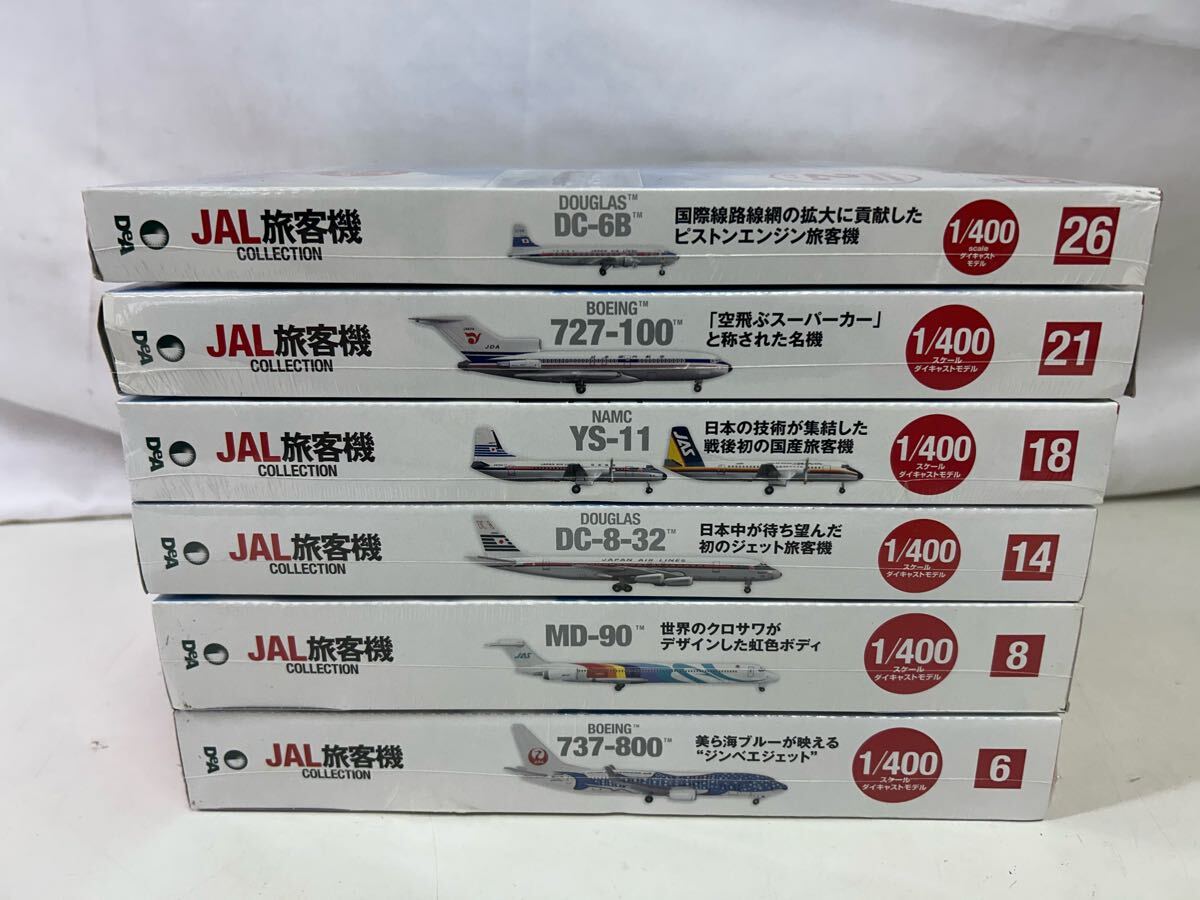 DeA
JAL旅客機
COLLECTION
DOUGLAS™
DC-6B™
国際線路線網の拡大に貢献した
ピストンエンジン旅客機
1/400
scale
ダイキャスト
モデル
26
DeA
JAL旅客機
COLLECTION
JDA
BOEING™
727-100™
「空飛ぶスーパーカー」
と称された名機
1/400
スケール
ダイキャストモデル
21
DeA
JAL旅客機
COLLECTION
NAMC
YS-11
JAS
日本の技術が集結した
戦後初の国産旅客機
1/400
スケール
ダイキャストモデル
18
DeA
JAL旅客機
COLLECTION
DOUGLAS
DC-8-32™
JAPAN AIR LINES
日本中が待ち望んだ
初のジェット旅客機
1/400
スケール
ダイキャストモデル
14
DeA
JAL旅客機
COLLECTION
JAS
MD-90™
世界のクロサワが
デザインした虹色ボディ
1/400
スケール
ダイキャストモデル
8
DeA
JAL旅客機
COLLECTION
BOEING™
737-800™
美ら海ブルーが映える
“ジンベエジェット”
1/400
スケール
ダイキャストモデル
6